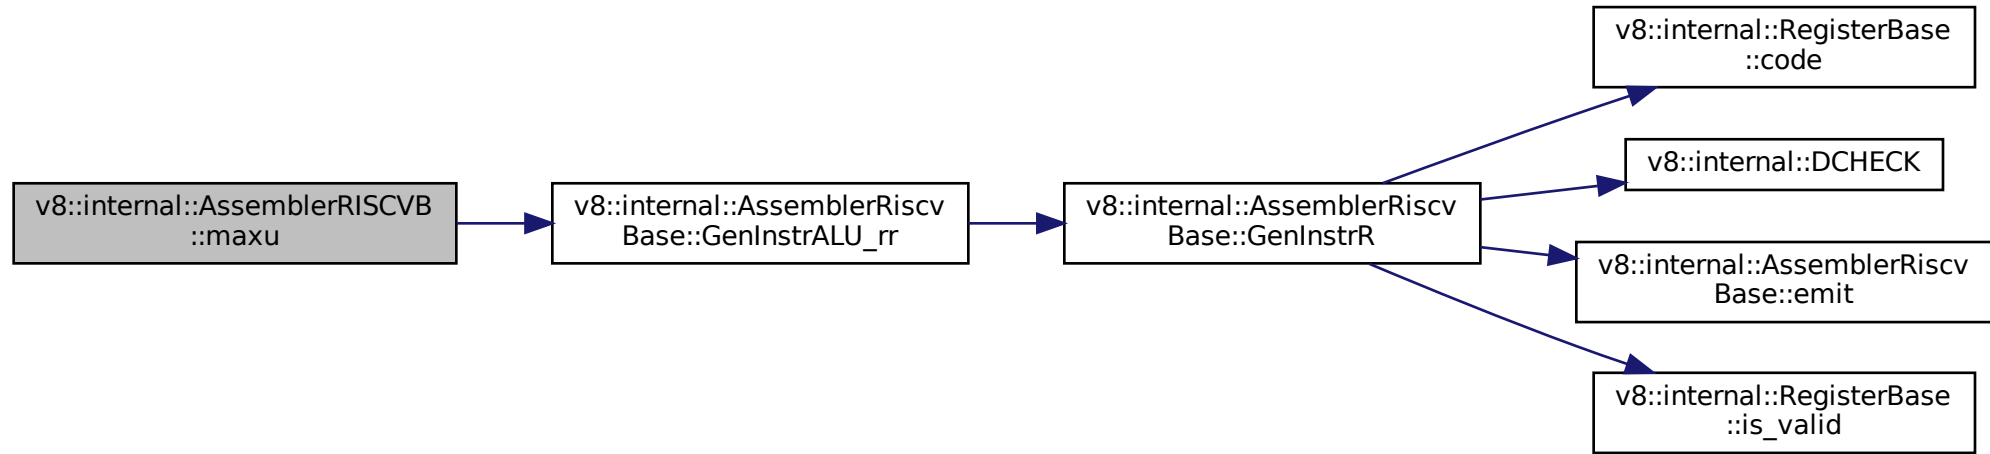 v8::internal::AssemblerRISCVB
::maxu
v8::internal::AssemblerRiscv
Base::GenInstrALU_rr
v8::internal::AssemblerRiscv
Base::GenInstrR
v8::internal::RegisterBase
::code
v8::internal::DCHECK
v8::internal::AssemblerRiscv
Base::emit
v8::internal::RegisterBase
::is_valid